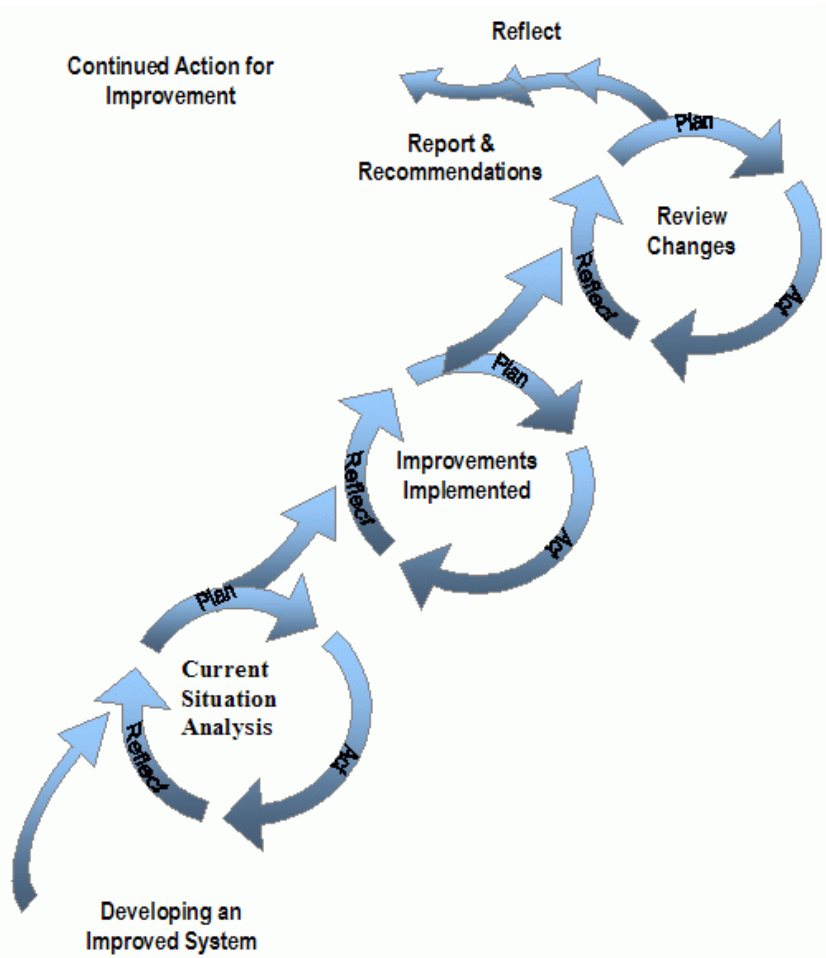 Reflect
Continued Action for
Improvement
Report &
Recommendations
Plan
Review
Changes
Reflect
Act
Plan
Improvements
Implemented
Reflect
Act
Plan
Current
Situation
Analysis
Reflect
Act
Developing an
Improved System